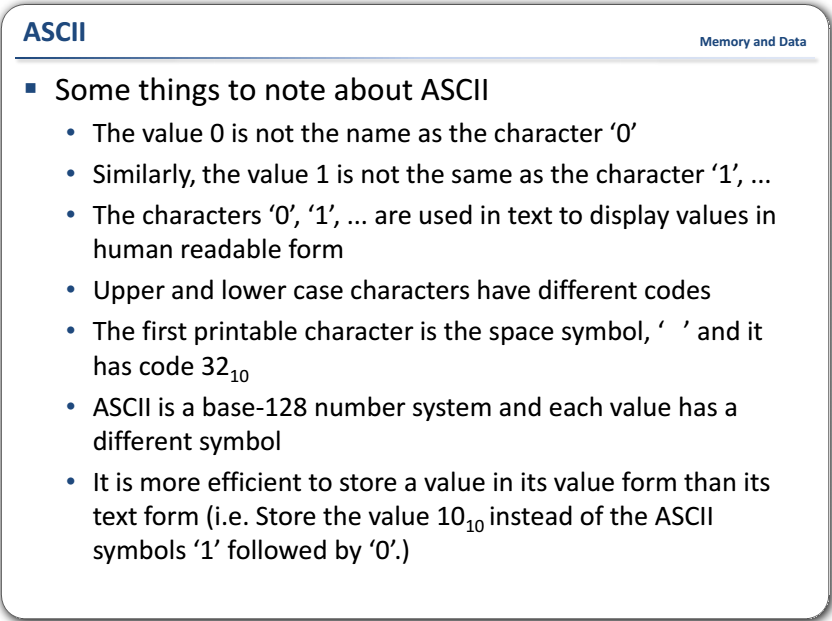 ASCII
Memory and Data
▪ Some things to note about ASCII
• The value 0 is not the name as the character ‘0’
• Similarly, the value 1 is not the same as the character ‘1’, ...
• The characters ‘0’, ‘1’, ... are used in text to display values in
human readable form
• Upper and lower case characters have different codes
• The first printable character is the space symbol, ‘ ’ and it
has code 32₁₀
• ASCII is a base-128 number system and each value has a
different symbol
• It is more efficient to store a value in its value form than its
text form (i.e. Store the value 10₁₀ instead of the ASCII
symbols ‘1’ followed by ‘0’.)